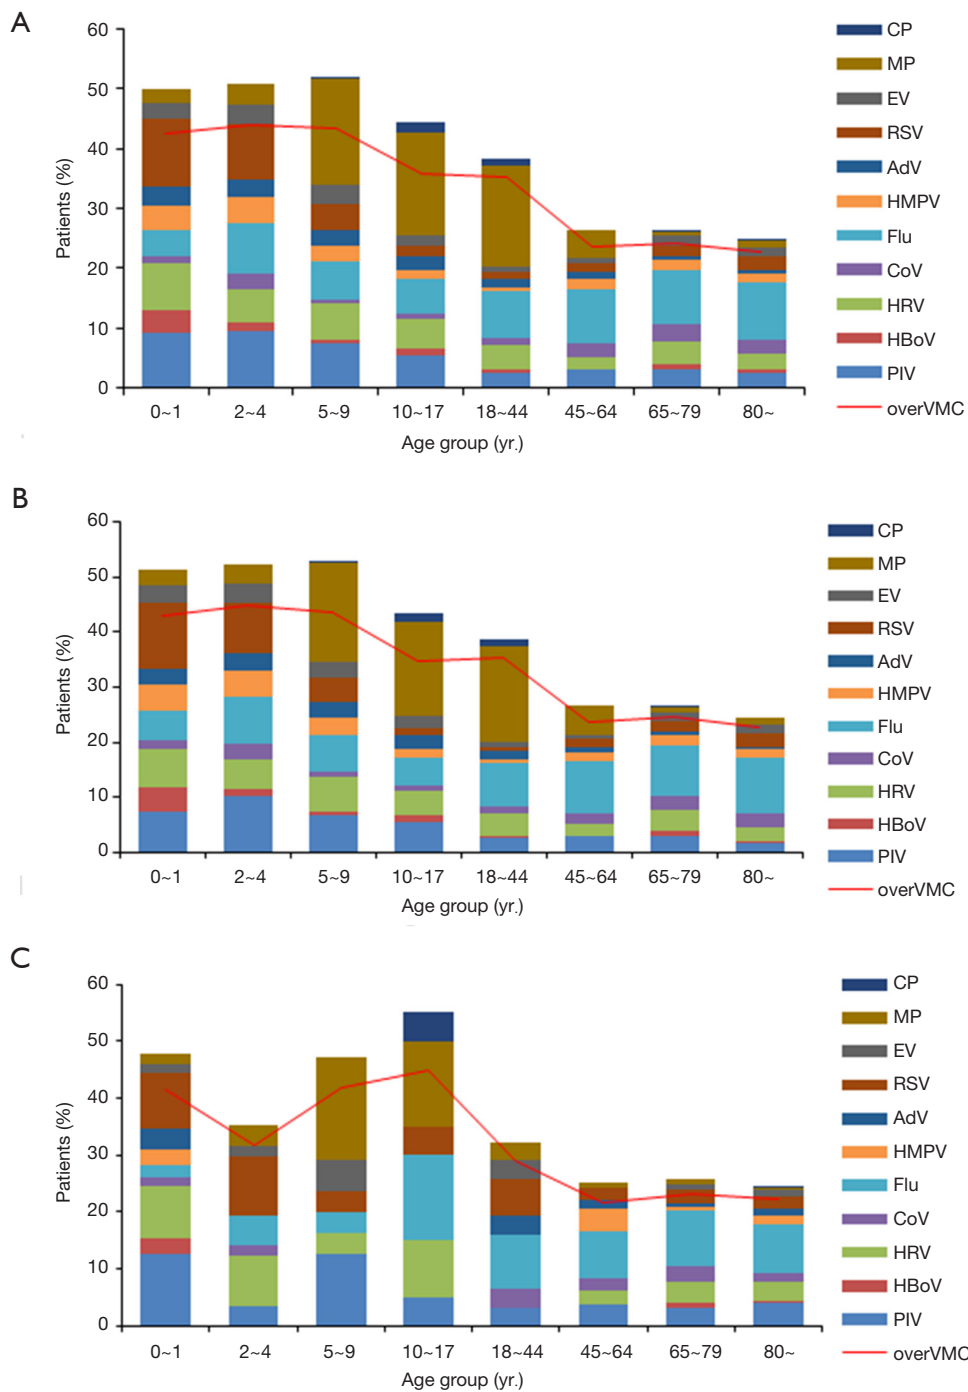 A
60
50
40
30
20
10
0
Patients (%)
0~1 2~4 5~9 10~17 18~44 45~64 65~79 80~
Age group (yr.)
CP
MP
EV
RSV
AdV
HMPV
Flu
CoV
HRV
HBoV
PIV
overVMC
B
60
50
40
30
20
10
0
Patients (%)
0~1 2~4 5~9 10~17 18~44 45~64 65~79 80~
Age group (yr.)
CP
MP
EV
RSV
AdV
HMPV
Flu
CoV
HRV
HBoV
PIV
overVMC
C
60
50
40
30
20
10
0
Patients (%)
0~1 2~4 5~9 10~17 18~44 45~64 65~79 80~
Age group (yr.)
CP
MP
EV
RSV
AdV
HMPV
Flu
CoV
HRV
HBoV
PIV
overVMC